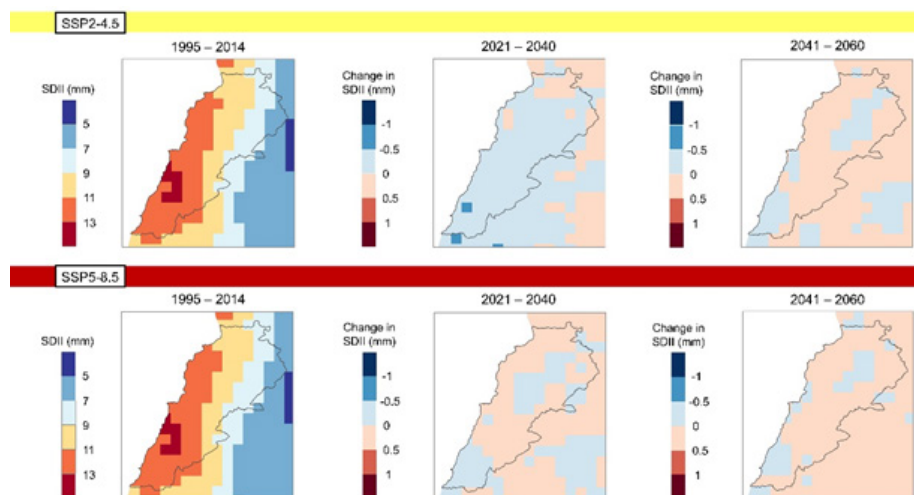 SSP2-4.5
1995 – 2014
2021 – 2040
2041 – 2060
SDII (mm)
5
7
9
11
13
Change in
SDII (mm)
-1
-0.5
0
0.5
1
Change in
SDII (mm)
-1
-0.5
0
0.5
1
SSP5-8.5
1995 – 2014
2021 – 2040
2041 – 2060
SDII (mm)
5
7
9
11
13
Change in
SDII (mm)
-1
-0.5
0
0.5
1
Change in
SDII (mm)
-1
-0.5
0
0.5
1